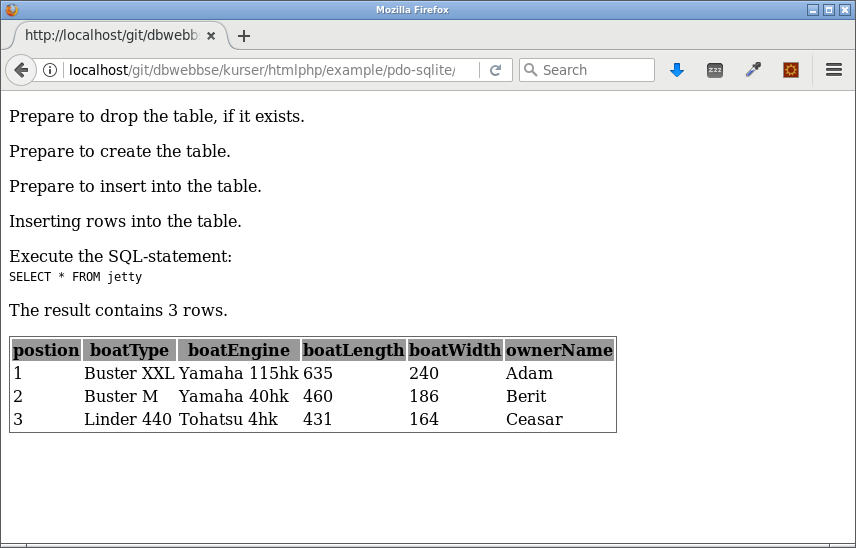 Mozilla Firefox
http://localhost/git/dbwebb
localhost/git/dbwebbse/kurser/htmlphp/example/pdo-sqlite/
Search
zzz
Prepare to drop the table, if it exists.
Prepare to create the table.
Prepare to insert into the table.
Inserting rows into the table.
Execute the SQL-statement:
SELECT * FROM jetty
The result contains 3 rows.
postion boatType boatEngine boatLength boatWidth ownerName
1 Buster XXL Yamaha 115hk 635 240 Adam
2 Buster M Yamaha 40hk 460 186 Berit
3 Linder 440 Tohatsu 4hk 431 164 Ceasar